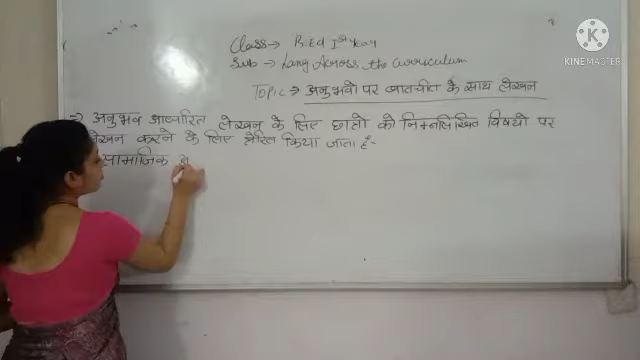 Class → B.Ed Ist Year
Sub → Lang Across the Curriculum
Topic → अनुभवो पर बातचीत के साथ लेखन
→ अनुभव आधारित लेखन के लिए छात्रो को निम्नलिखित विषयो पर
लेखन करने के लिए प्रेरित किया जाता है-
सामाजिक
KINEMASTER